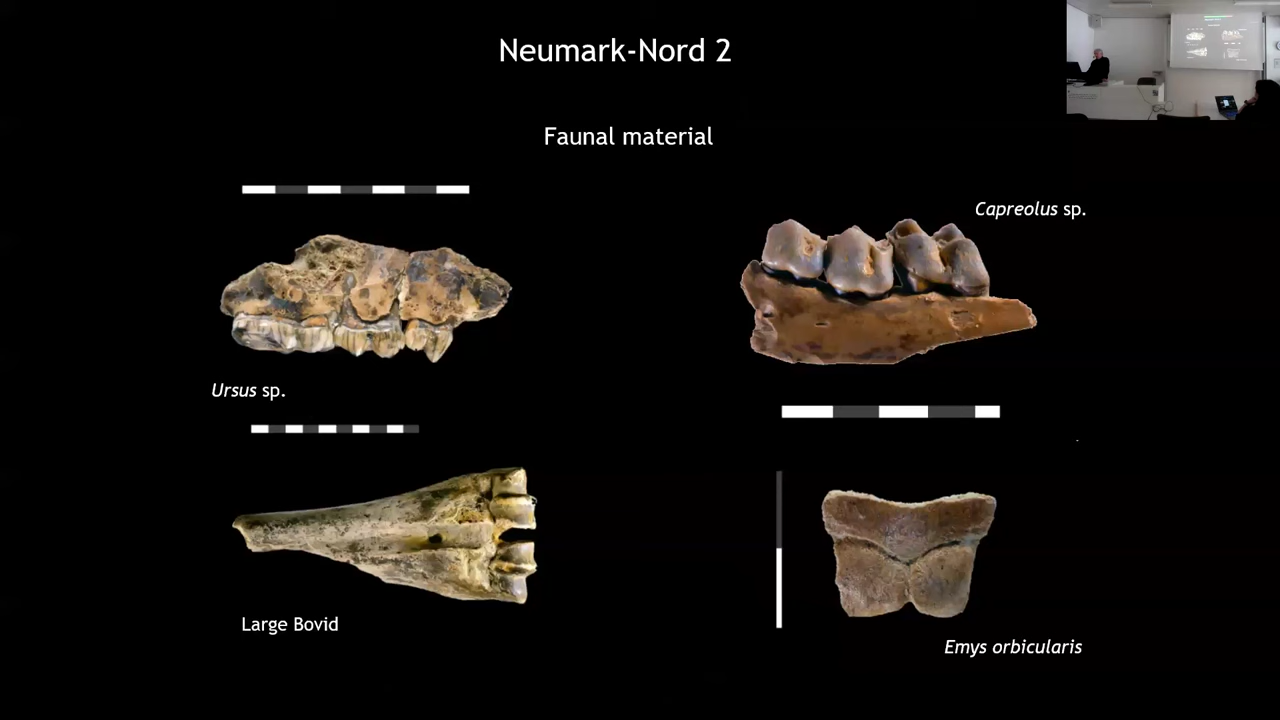 Neumark-Nord 2
Faunal material
Capreolus sp.
Ursus sp.
Large Bovid
Emys orbicularis